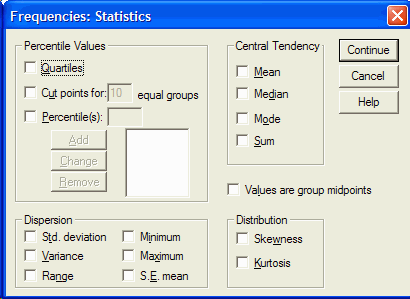 Frequencies: Statistics
Percentile Values
Quartiles
Cut points for: 10 equal groups
Percentile(s):
Add
Change
Remove
Central Tendency
Mean
Median
Mode
Sum
Continue
Cancel
Help
Values are group midpoints
Dispersion
Std. deviation
Minimum
Variance
Maximum
Range
S.E. mean
Distribution
Skewness
Kurtosis